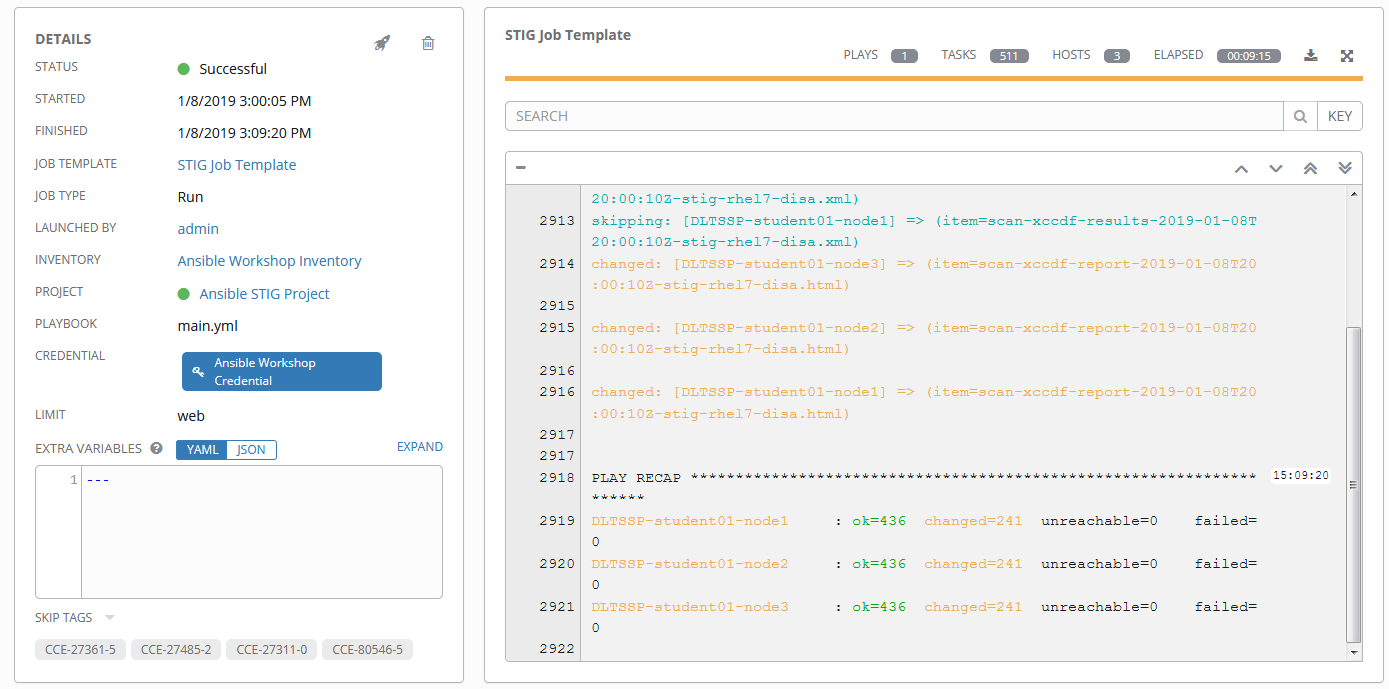 DETAILS
STATUS
Successful
STARTED
1/8/2019 3:00:05 PM
FINISHED
1/8/2019 3:09:20 PM
JOB TEMPLATE
STIG Job Template
JOB TYPE
Run
LAUNCHED BY
admin
INVENTORY
Ansible Workshop Inventory
PROJECT
Ansible STIG Project
PLAYBOOK
main.yml
CREDENTIAL
Ansible Workshop
Credential
LIMIT
web
EXTRA VARIABLES ? YAML JSON EXPAND
1 ---
SKIP TAGS
CCE-27361-5 CCE-27485-2 CCE-27311-0 CCE-80546-5
STIG Job Template
PLAYS 1 TASKS 511 HOSTS 3 ELAPSED 00:09:15
SEARCH KEY
20:00:10Z-stig-rhel7-disa.xml)
2913 skipping: [DLTSSP-student01-node1] => (item=scan-xccdf-results-2019-01-08T
20:00:10Z-stig-rhel7-disa.xml)
2914 changed: [DLTSSP-student01-node3] => (item=scan-xccdf-report-2019-01-08T20
:00:10Z-stig-rhel7-disa.html)
2915
2915 changed: [DLTSSP-student01-node2] => (item=scan-xccdf-report-2019-01-08T20
:00:10Z-stig-rhel7-disa.html)
2916
2916 changed: [DLTSSP-student01-node1] => (item=scan-xccdf-report-2019-01-08T20
:00:10Z-stig-rhel7-disa.html)
2917
2917
2918 PLAY RECAP *************************************************************** 15:09:20
******
2919 DLTSSP-student01-node1 : ok=436 changed=241 unreachable=0 failed=
0
2920 DLTSSP-student01-node2 : ok=436 changed=241 unreachable=0 failed=
0
2921 DLTSSP-student01-node3 : ok=436 changed=241 unreachable=0 failed=
0
2922